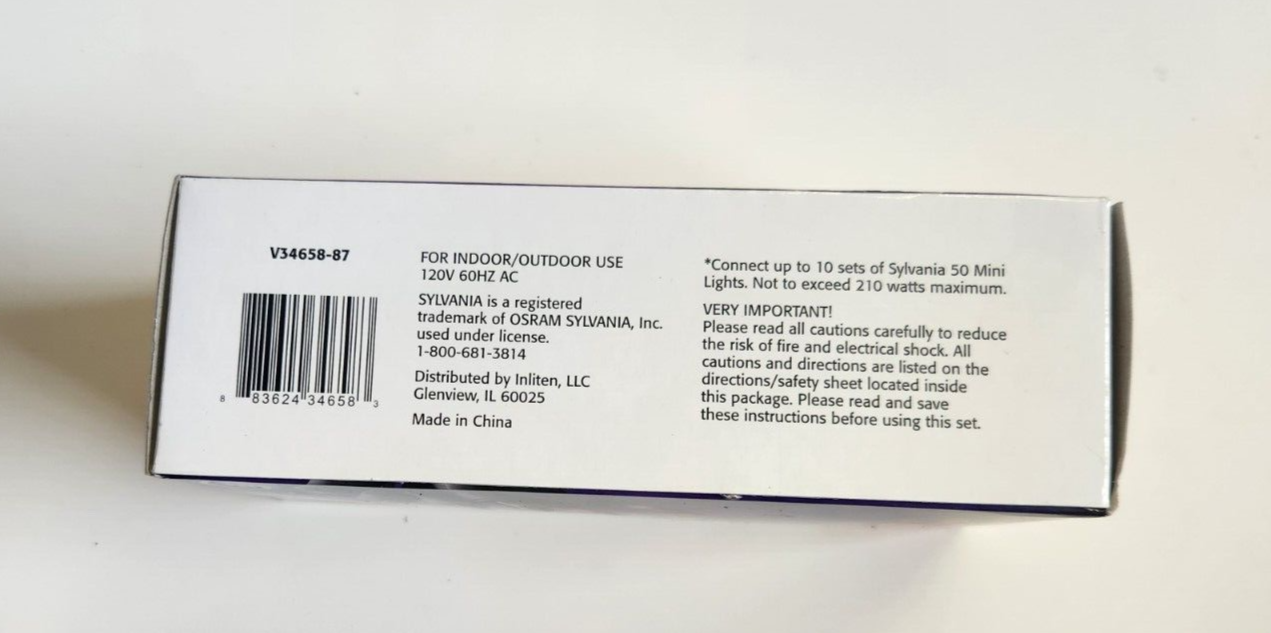 V34658-87
8 83624 34658 3
FOR INDOOR/OUTDOOR USE
120V 60HZ AC
SYLVANIA is a registered
trademark of OSRAM SYLVANIA, Inc.
used under license.
1-800-681-3814
Distributed by Inliten, LLC
Glenview, IL 60025
Made in China
*Connect up to 10 sets of Sylvania 50 Mini
Lights. Not to exceed 210 watts maximum.
VERY IMPORTANT!
Please read all cautions carefully to reduce
the risk of fire and electrical shock. All
cautions and directions are listed on the
directions/safety sheet located inside
this package. Please read and save
these instructions before using this set.